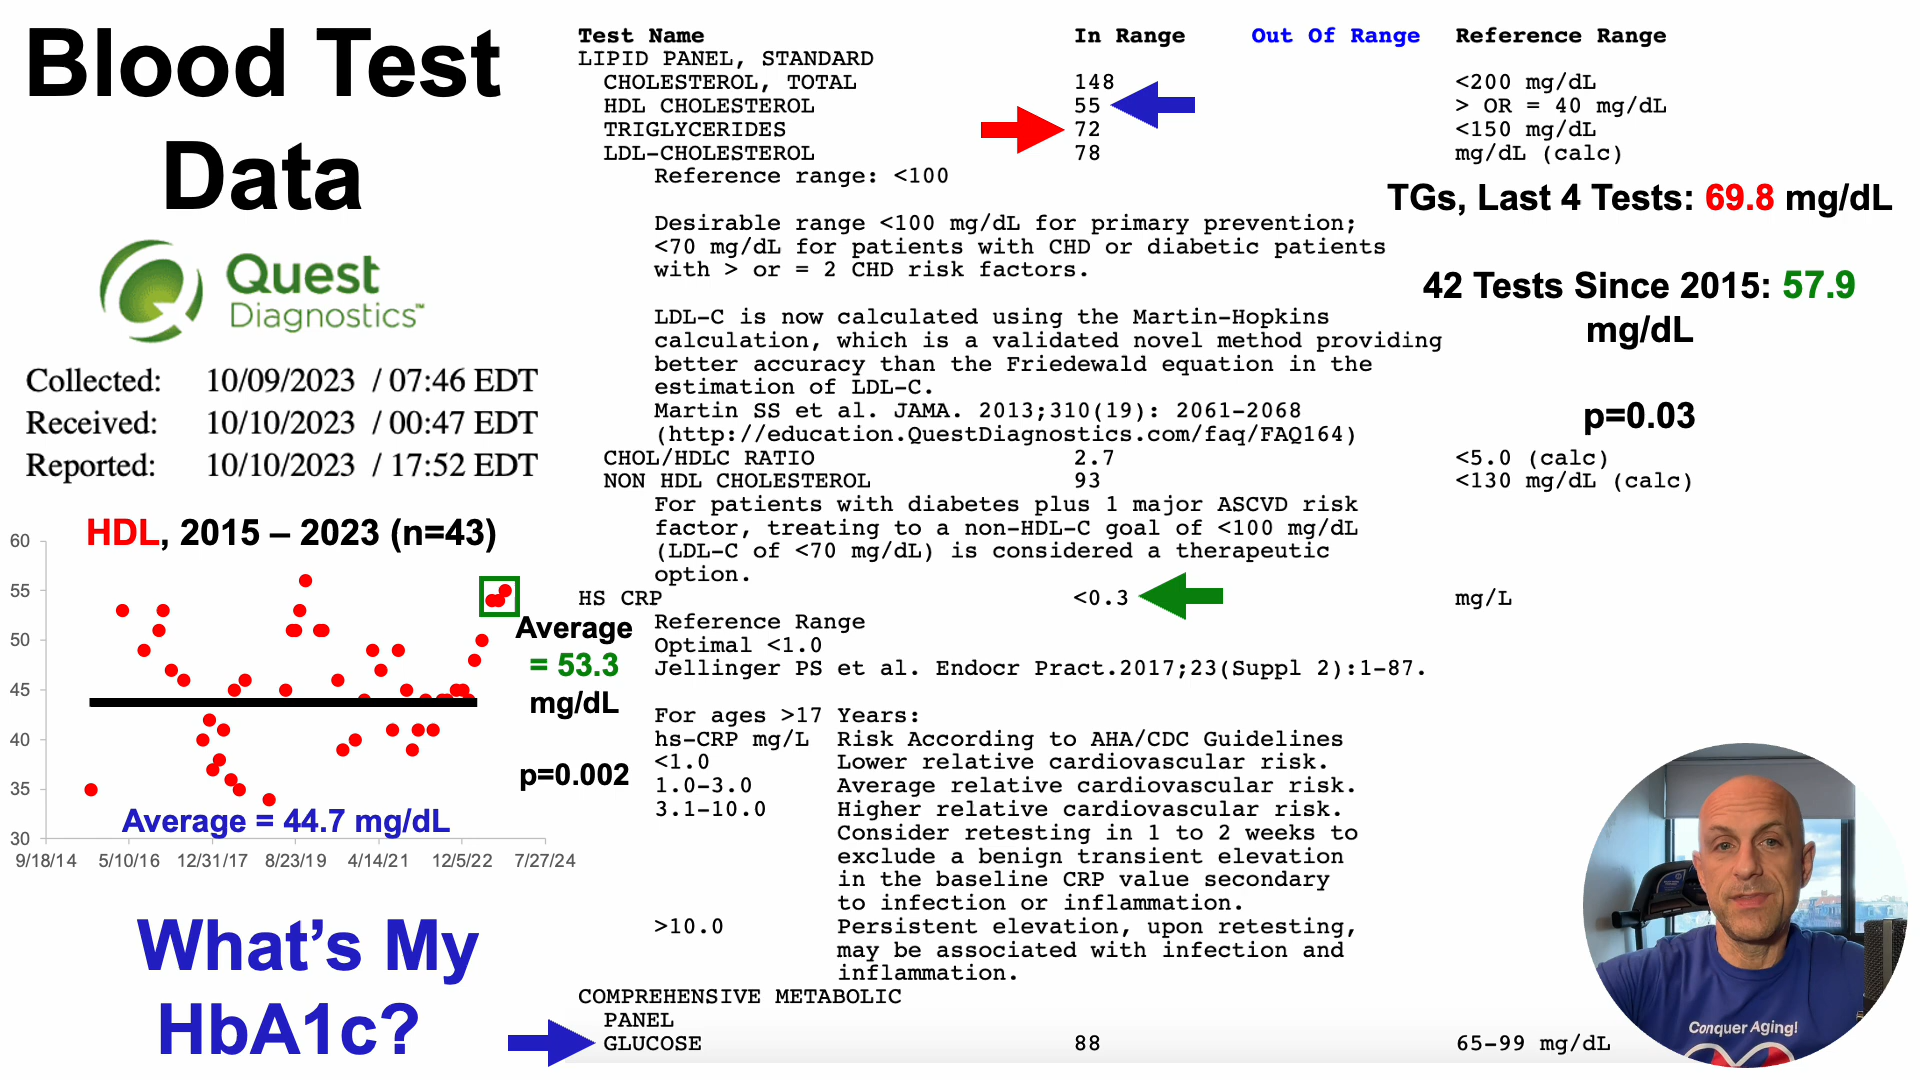 Blood Test
Data
Quest
Diagnostics™
Collected: 10/09/2023 / 07:46 EDT
Received: 10/10/2023 / 00:47 EDT
Reported: 10/10/2023 / 17:52 EDT
HDL, 2015 – 2023 (n=43)
60
55
50
45
40
35
30
9/18/14 5/10/16 12/31/17 8/23/19 4/14/21 12/5/22 7/27/24
Average = 44.7 mg/dL
Average
= 53.3
mg/dL
p=0.002
What's My
HbA1c?
Test Name In Range Out Of Range Reference Range
LIPID PANEL, STANDARD
CHOLESTEROL, TOTAL 148 <200 mg/dL
HDL CHOLESTEROL 55 > OR = 40 mg/dL
TRIGLYCERIDES 72 <150 mg/dL
LDL-CHOLESTEROL 78 mg/dL (calc)
Reference range: <100
Desirable range <100 mg/dL for primary prevention;
<70 mg/dL for patients with CHD or diabetic patients
with > or = 2 CHD risk factors.
LDL-C is now calculated using the Martin-Hopkins
calculation, which is a validated novel method providing
better accuracy than the Friedewald equation in the
estimation of LDL-C.
Martin SS et al. JAMA. 2013;310(19): 2061-2068
(http://education.QuestDiagnostics.com/faq/FAQ164)
CHOL/HDLC RATIO 2.7 <5.0 (calc)
NON HDL CHOLESTEROL 93 <130 mg/dL (calc)
For patients with diabetes plus 1 major ASCVD risk
factor, treating to a non-HDL-C goal of <100 mg/dL
(LDL-C of <70 mg/dL) is considered a therapeutic
option.
HS CRP <0.3 mg/L
Reference Range
Optimal <1.0
Jellinger PS et al. Endocr Pract.2017;23(Suppl 2):1-87.
For ages >17 Years:
hs-CRP mg/L Risk According to AHA/CDC Guidelines
<1.0 Lower relative cardiovascular risk.
1.0-3.0 Average relative cardiovascular risk.
3.1-10.0 Higher relative cardiovascular risk.
Consider retesting in 1 to 2 weeks to
exclude a benign transient elevation
in the baseline CRP value secondary
to infection or inflammation.
>10.0 Persistent elevation, upon retesting,
may be associated with infection and
inflammation.
COMPREHENSIVE METABOLIC
PANEL
GLUCOSE 88 65-99 mg/dL
TGs, Last 4 Tests: 69.8 mg/dL
42 Tests Since 2015: 57.9
mg/dL
p=0.03
Conquer Aging!